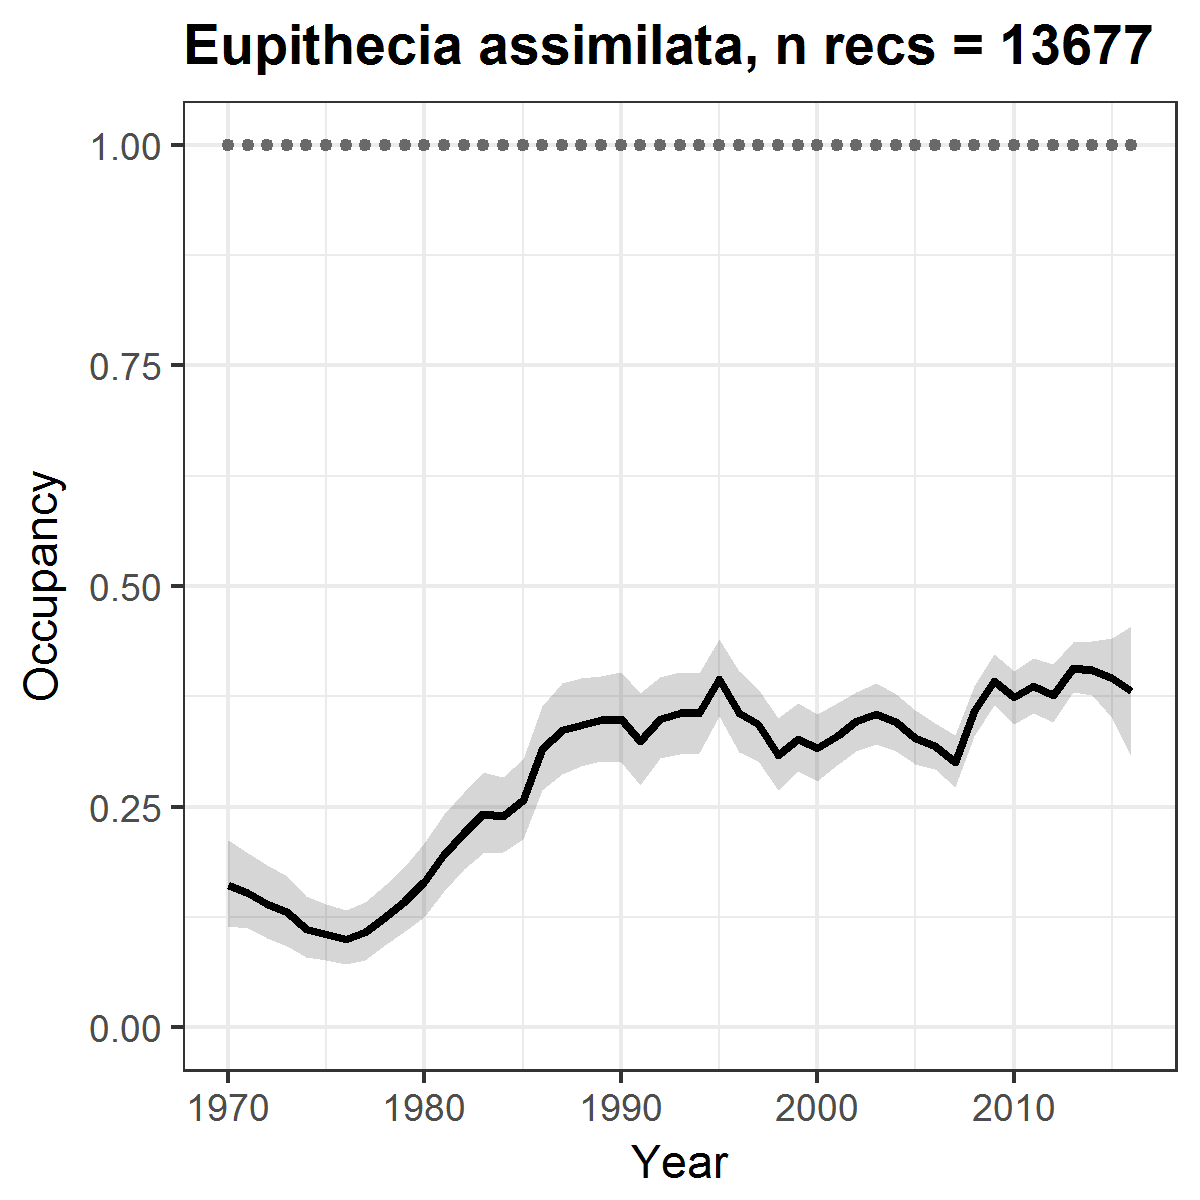 Eupithecia assimilata, n recs = 13677
1.00
0.75
0.50
0.25
0.00
Occupancy
1970 1980 1990 2000 2010
Year